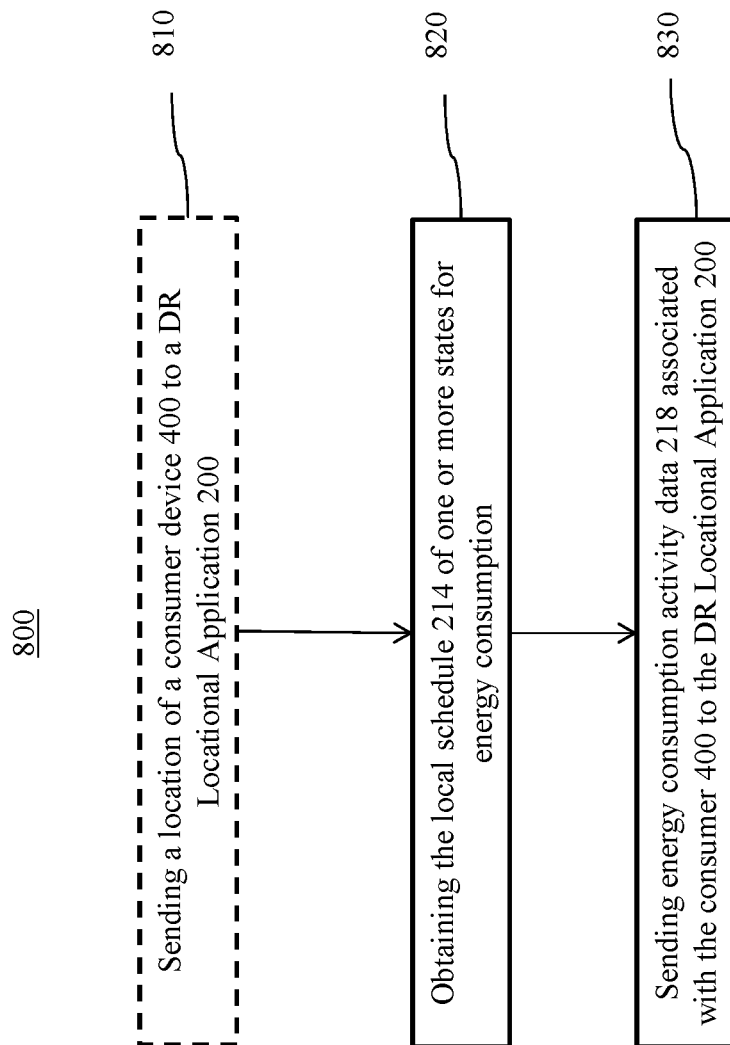 800
Sending a location of a consumer device 400 to a DR
Locational Application 200
810
Obtaining the local schedule 214 of one or more states for
energy consumption
820
Sending energy consumption activity data 218 associated
with the consumer 400 to the DR Locational Application 200
830